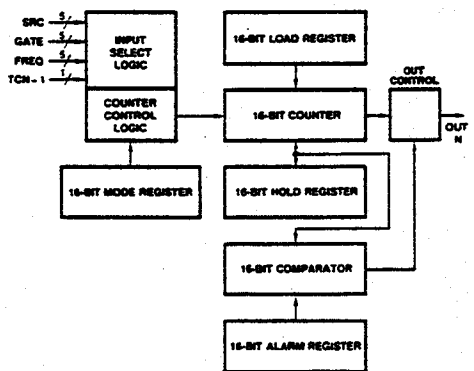 SRC 5
GATE 5
FREQ 5
TCN-1 1
INPUT
SELECT
LOGIC
COUNTER
CONTROL
LOGIC
16-BIT MODE REGISTER
16-BIT LOAD REGISTER
16-BIT COUNTER
16-BIT HOLD REGISTER
16-BIT COMPARATOR
16-BIT ALARM REGISTER
OUT
CONTROL
OUT
N